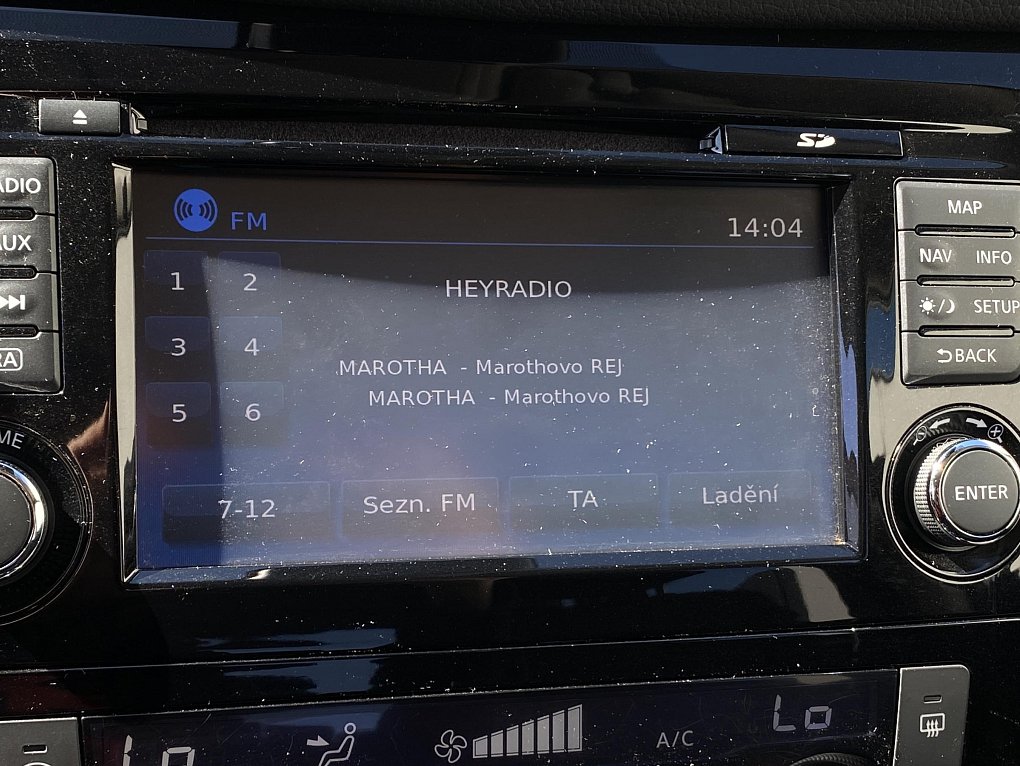 SD
ADIO
FM
14:04
MAP
AUX
1 2
HEYRADIO
NAV INFO
3 4
MAROTHA - Marothovo REJ
SETUP
RA
5 6
MAROTHA - Marothovo REJ
BACK
ME
7-12
Sezn. FM
TA
Ladění
ENTER
Lo
A/C
Lo